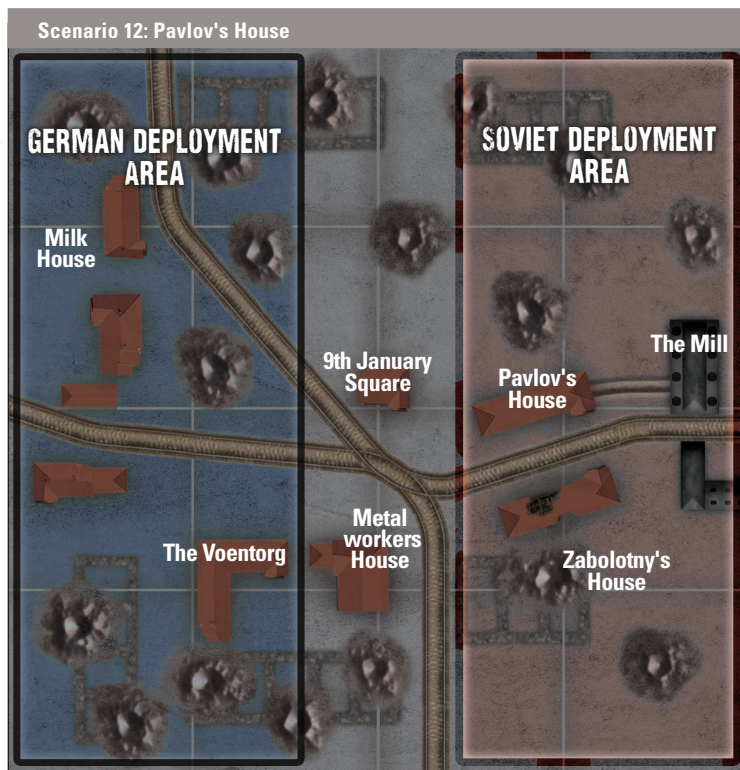 Scenario 12: Pavlov's House
GERMAN DEPLOYMENT
AREA
SOVIET DEPLOYMENT
AREA
Milk
House
9th January
Square
Pavlov's
House
The Mill
The Voentorg
Metal
workers
House
Zabolotny's
House